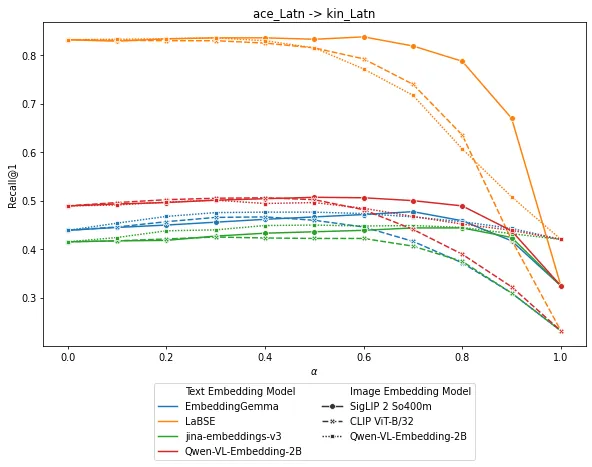 ace_Latn -> kin_Latn
Recall@1
0.8
0.7
0.6
0.5
0.4
0.3
0.0 0.2 0.4 0.6 0.8 1.0
α
Text Embedding Model Image Embedding Model
EmbeddingGemma SigLIP 2 So400m
LaBSE CLIP ViT-B/32
jina-embeddings-v3 Qwen-VL-Embedding-2B
Qwen-VL-Embedding-2B